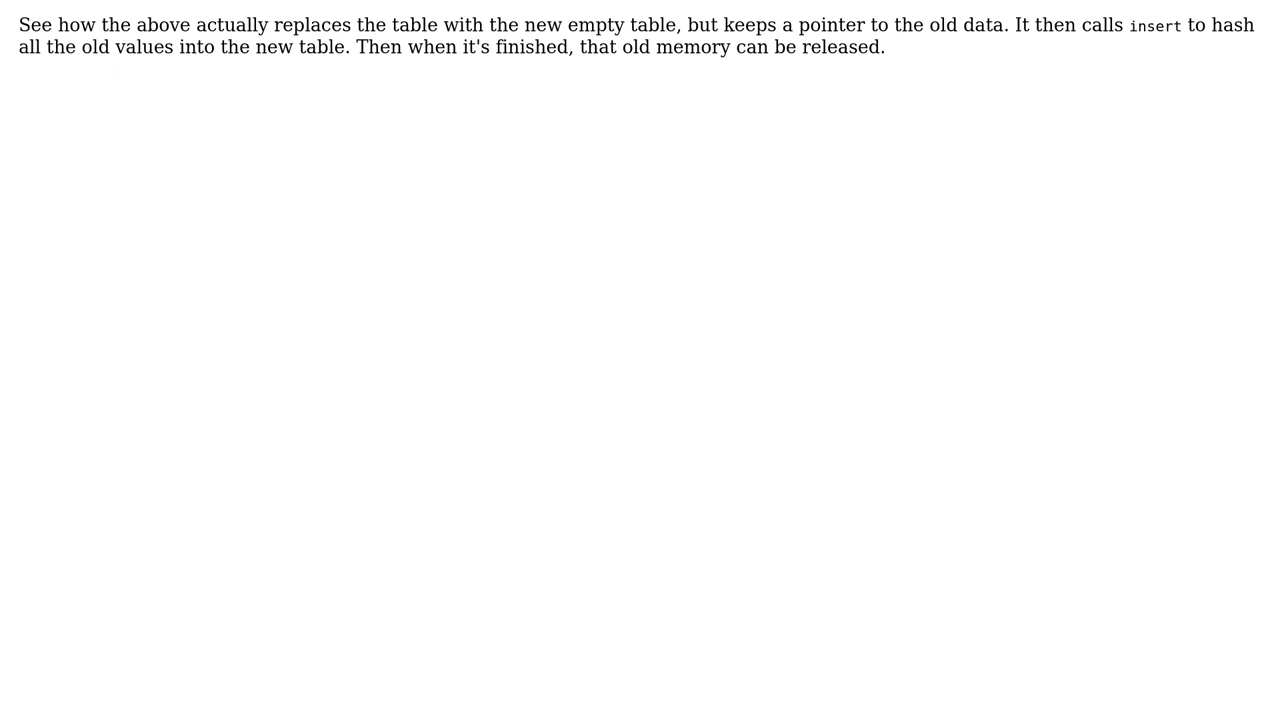 See how the above actually replaces the table with the new empty table, but keeps a pointer to the old data. It then calls insert to hash
all the old values into the new table. Then when it's finished, that old memory can be released.